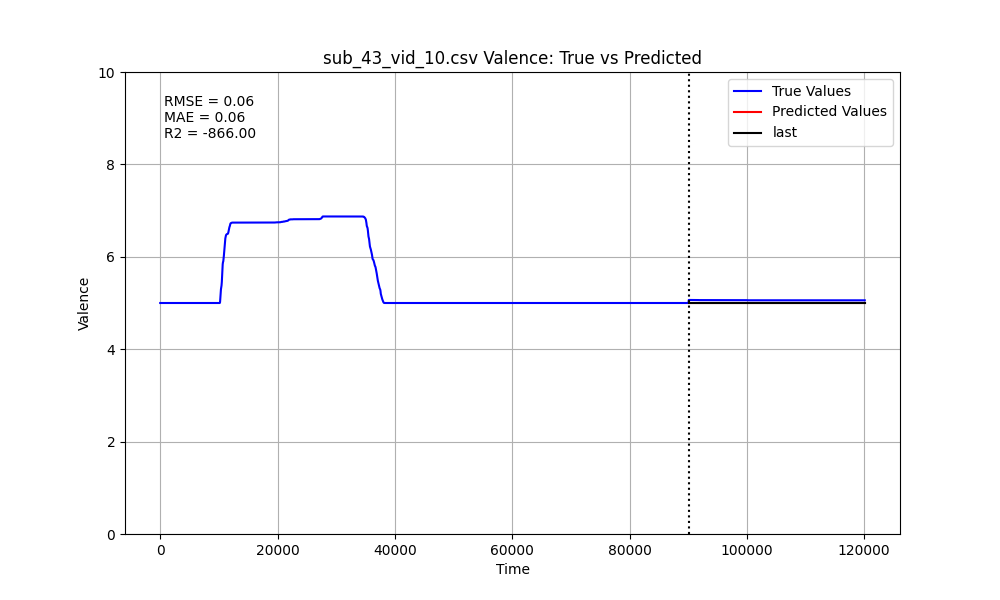 sub_43_vid_10.csv Valence: True vs Predicted
RMSE = 0.06
MAE = 0.06
R2 = -866.00
True Values
Predicted Values
last
Valence
10
8
6
4
2
0
0 20000 40000 60000 80000 100000 120000
Time